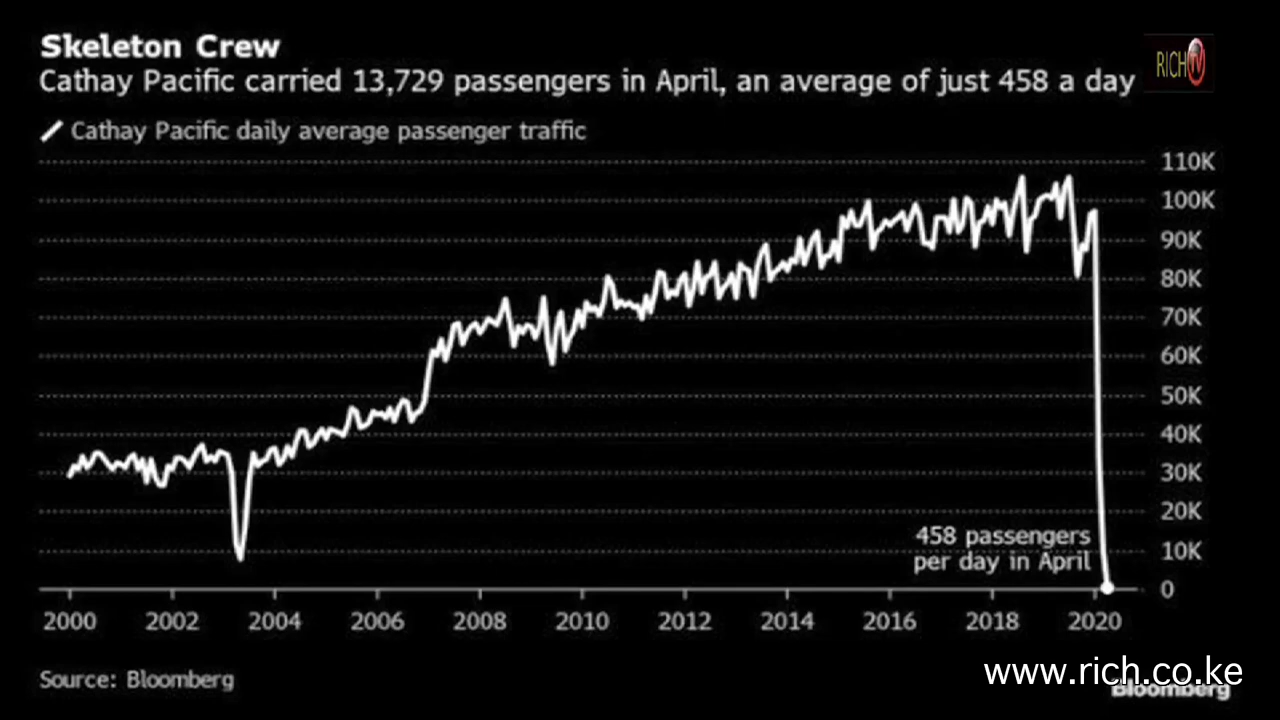 Skeleton Crew
Cathay Pacific carried 13,729 passengers in April, an average of just 458 a day
RICH TV
Cathay Pacific daily average passenger traffic
110K
100K
90K
80K
70K
60K
50K
40K
30K
20K
10K
0
458 passengers
per day in April
2000 2002 2004 2006 2008 2010 2012 2014 2016 2018 2020
Source: Bloomberg
www.rich.co.ke
Bloomberg